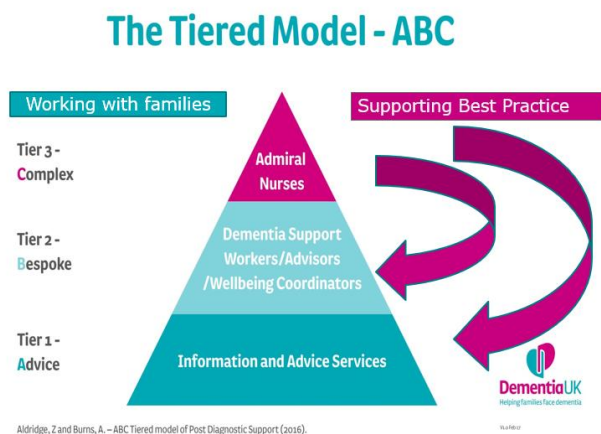 The Tiered Model - ABC
Working with families
Supporting Best Practice
Tier 3 -
Complex
Admiral
Nurses
Tier 2 -
Bespoke
Dementia Support
Workers/Advisors
/Wellbeing Coordinators
Tier 1 -
Advice
Information and Advice Services
DementiaUK
Helping families face dementia
Aldridge, Z and Burns, A. – ABC Tiered model of Post Diagnostic Support (2016).